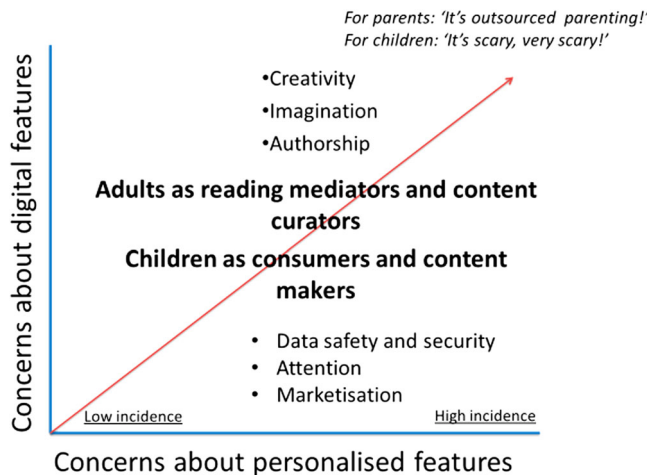 For parents: ‘It’s outsourced parenting!’
For children: ‘It’s scary, very scary!’
Concerns about digital features
•Creativity
•Imagination
•Authorship
Adults as reading mediators and content
curators
Children as consumers and content
makers
• Data safety and security
• Attention
• Marketisation
Low incidence
High incidence
Concerns about personalised features